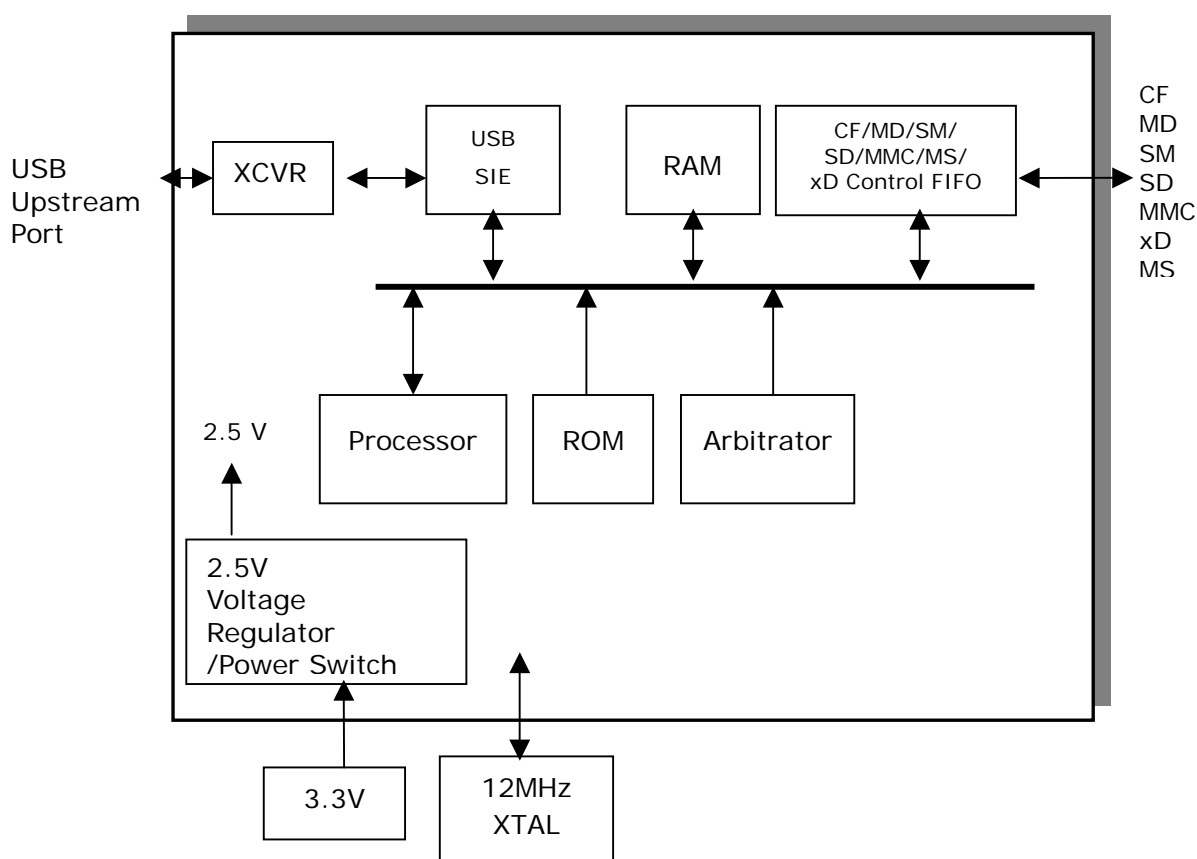 USB
Upstream
Port
XCVR
USB
SIE
RAM
CF/MD/SM/
SD/MMC/MS/
xD Control FIFO
CF
MD
SM
SD
MMC
xD
MS
Processor
ROM
Arbitrator
2.5 V
2.5V
Voltage
Regulator
/Power Switch
3.3V
12MHz
XTAL